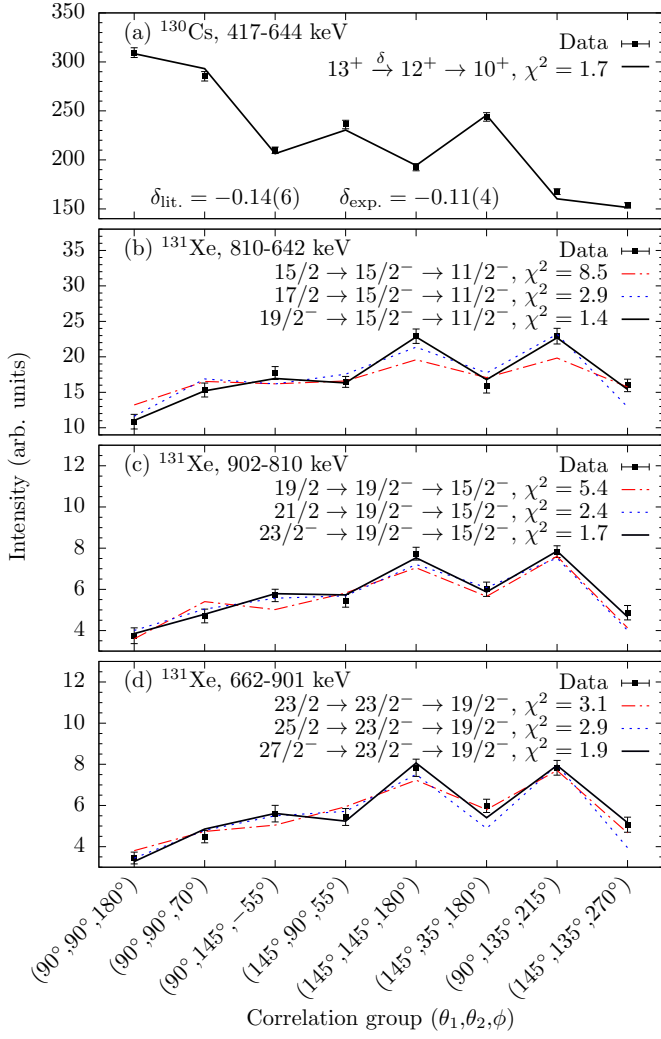 Intensity (arb. units)
350
300
250
200
150
(a) ¹³⁰Cs, 417-644 keV
Data
13⁺ →^δ 12⁺ → 10⁺, χ² = 1.7
δ_lit. = −0.14(6) δ_exp. = −0.11(4)
35
30
25
20
15
10
(b) ¹³¹Xe, 810-642 keV
Data
15/2 → 15/2⁻ → 11/2⁻, χ² = 8.5
17/2 → 15/2⁻ → 11/2⁻, χ² = 2.9
19/2⁻ → 15/2⁻ → 11/2⁻, χ² = 1.4
12
10
8
6
4
(c) ¹³¹Xe, 902-810 keV
Data
19/2 → 19/2⁻ → 15/2⁻, χ² = 5.4
21/2 → 19/2⁻ → 15/2⁻, χ² = 2.4
23/2⁻ → 19/2⁻ → 15/2⁻, χ² = 1.7
12
10
8
6
4
(d) ¹³¹Xe, 662-901 keV
Data
23/2 → 23/2⁻ → 19/2⁻, χ² = 3.1
25/2 → 23/2⁻ → 19/2⁻, χ² = 2.9
27/2⁻ → 23/2⁻ → 19/2⁻, χ² = 1.9
(90°,90°,180°)
(90°,90°,70°)
(90°,145°,−55°)
(145°,90°,55°)
(145°,145°,180°)
(145°,35°,180°)
(90°,135°,215°)
(145°,135°,270°)
Correlation group (θ₁,θ₂,ϕ)